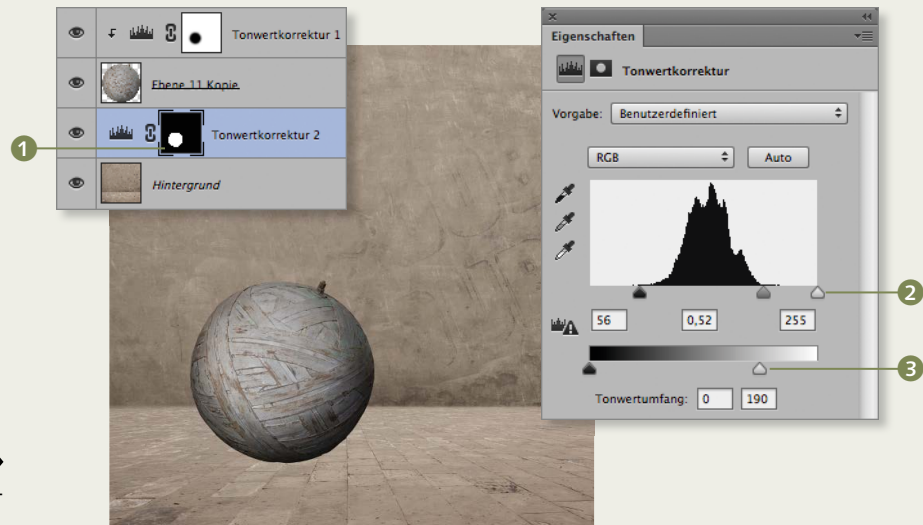 Tonwertkorrektur 1
Ebene 11 Kopie
Tonwertkorrektur 2
Hintergrund
1
Eigenschaften
Tonwertkorrektur
Vorgabe: Benutzerdefiniert
RGB Auto
2
56 0,52 255
3
Tonwertumfang: 0 190